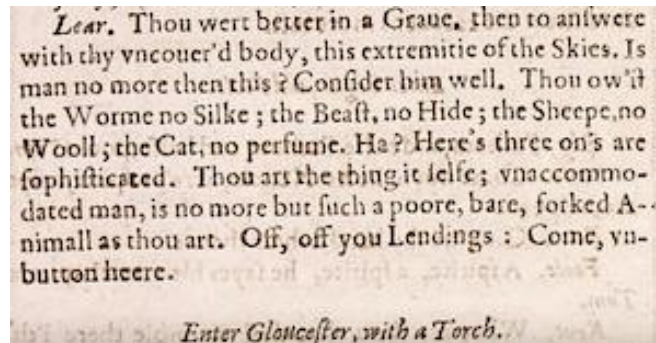 Lear. Thou wert better in a Graue, then to anſwere
with thy vncouer'd body, this extremitie of the Skies. Is
man no more then this? Conſider him well. Thou ow'ſt
the Worme no Silke; the Beaſt, no Hide; the Sheepe, no
Wooll; the Cat, no perfume. Ha? Here's three on's are
ſophiſticated. Thou art the thing it ſelfe; vnaccommo-
dated man, is no more but ſuch a poore, bare, forked A-
nimall as thou art. Off, off you Lendings: Come, vn-
button heere.
Enter Glouceſter, with a Torch.